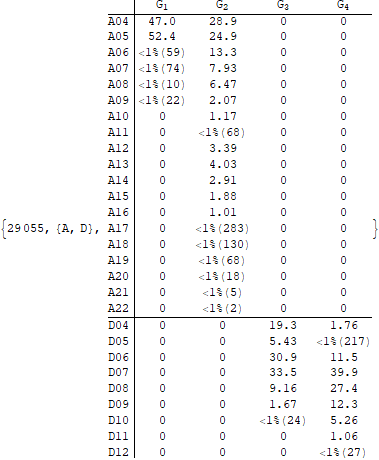 G1 G2 G3 G4
A04 47.0 28.9 0 0
A05 52.4 24.9 0 0
A06 <1%(59) 13.3 0 0
A07 <1%(74) 7.93 0 0
A08 <1%(10) 6.47 0 0
A09 <1%(22) 2.07 0 0
A10 0 1.17 0 0
A11 0 <1%(68) 0 0
A12 0 3.39 0 0
A13 0 4.03 0 0
A14 0 2.91 0 0
A15 0 1.88 0 0
A16 0 1.01 0 0
{29055, {A, D}, A17 0 <1%(283) 0 0 }
A18 0 <1%(130) 0 0
A19 0 <1%(68) 0 0
A20 0 <1%(18) 0 0
A21 0 <1%(5) 0 0
A22 0 <1%(2) 0 0
D04 0 0 19.3 1.76
D05 0 0 5.43 <1%(217)
D06 0 0 30.9 11.5
D07 0 0 33.5 39.9
D08 0 0 9.16 27.4
D09 0 0 1.67 12.3
D10 0 0 <1%(24) 5.26
D11 0 0 0 1.06
D12 0 0 0 <1%(27)